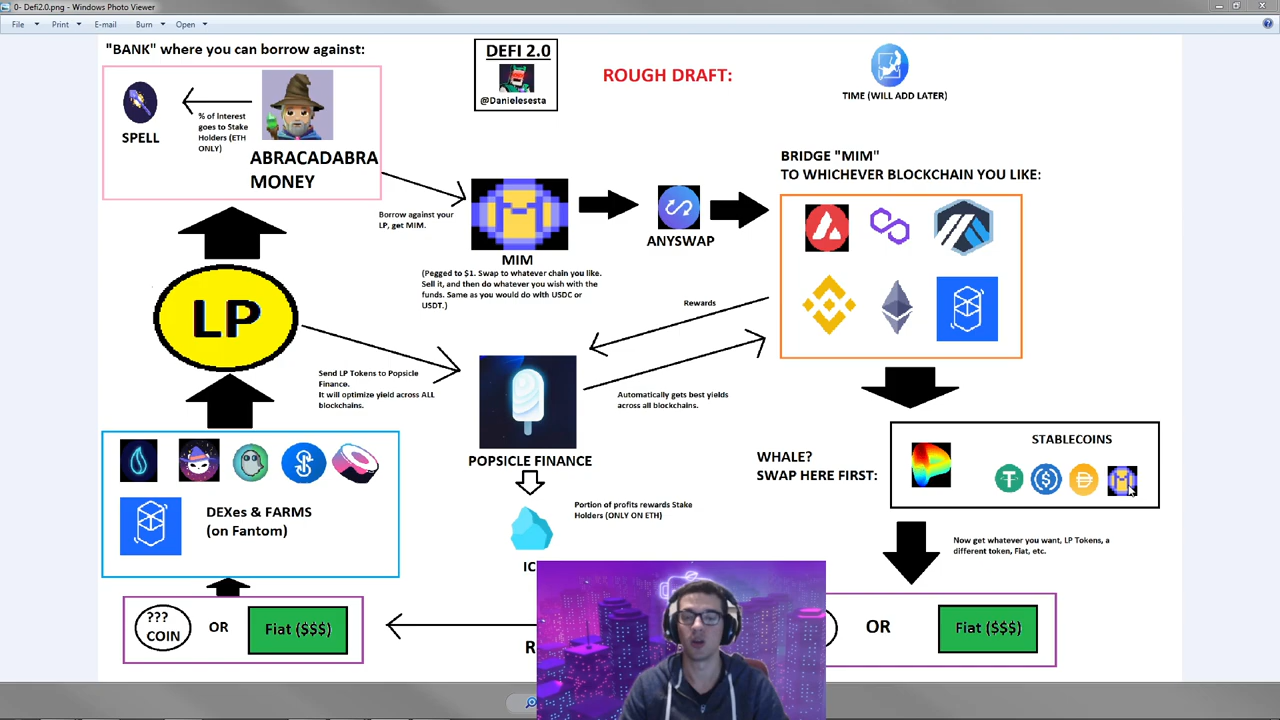 0- Defi2.0.png - Windows Photo Viewer
File Print E-mail Burn Open
"BANK" where you can borrow against:
SPELL
% of Interest
goes to Stake
Holders (ETH
ONLY)
ABRACADABRA
MONEY
DEFI 2.0
@Danielesesta
ROUGH DRAFT:
TIME (WILL ADD LATER)
Borrow against your
LP, get MIM.
MIM
(Pegged to $1. Swap to whatever chain you like.
Sell it, and then do whatever you wish with the
funds. Same as you would do with USDC or
USDT.)
ANYSWAP
BRIDGE "MIM"
TO WHICHEVER BLOCKCHAIN YOU LIKE:
LP
Send LP Tokens to Popsicle
Finance.
It will optimize yield across ALL
blockchains.
Rewards
Automatically gets best yields
across all blockchains.
POPSICLE FINANCE
Portion of profits rewards Stake
Holders (ONLY ON ETH)
IC
WHALE?
SWAP HERE FIRST:
STABLECOINS
Now get whatever you want, LP Tokens, a
different token, Fiat, etc.
DEXes & FARMS
(on Fantom)
???
COIN
OR
Fiat ($$$)
R
OR
Fiat ($$$)